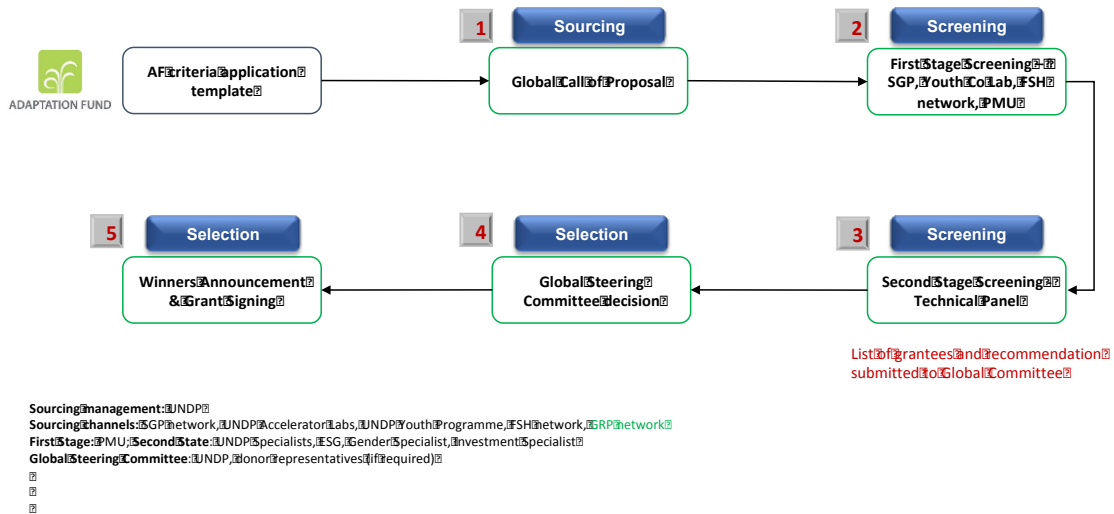 1 Sourcing
2 Screening
ADAPTATION FUND
AF criteria application
template
Global Call of Proposal
First Stage Screening –
SGP, Youth Co Lab, FSH
network, PMU
5 Selection
4 Selection
3 Screening
Winners Announcement
& Grant Signing
Global Steering
Committee decision
Second Stage Screening -
Technical Panel
List of grantees and recommendation
submitted to Global Committee
Sourcing management: UNDP
Sourcing channels: SGP network, UNDP Accelerator Labs, UNDP Youth Programme, FSH network, GRP network
First Stage: PMU; Second State: UNDP Specialists, ESG, Gender Specialist, Investment Specialist
Global Steering Committee: UNDP, donor representatives (if required)